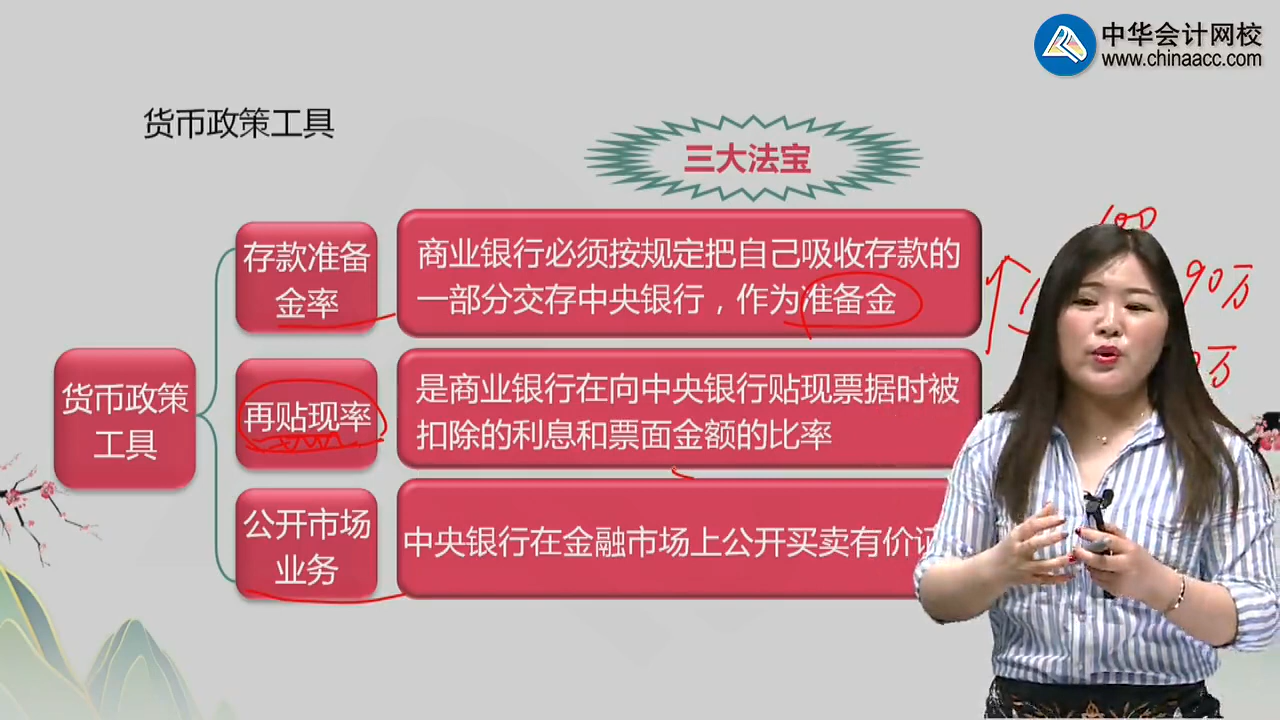 中华会计网校
www.chinaacc.com
货币政策工具
三大法宝
货币政策
工具
存款准备
金率
商业银行必须按规定把自己吸收存款的
一部分交存中央银行，作为准备金
100
90万
再贴现率
是商业银行在向中央银行贴现票据时被
扣除的利息和票面金额的比率
万
公开市场
业务
中央银行在金融市场上公开买卖有价